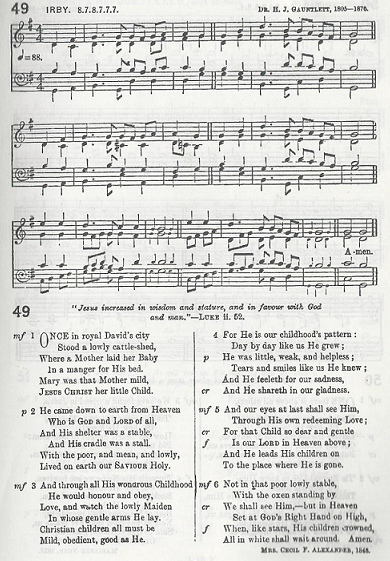 49 IRBY. 8.7.8.7.7.7. DR. H. J. GAUNTLETT, 1805—1876.
♩=88.
A-men.
49
"Jesus increased in wisdom and stature, and in favour with God
and man."—LUKE ii. 52.
mf 1 ONCE in royal David's city
Stood a lowly cattle-shed,
Where a Mother laid her Baby
In a manger for His bed.
Mary was that Mother mild,
JESUS CHRIST her little Child.
p 2 He came down to earth from Heaven
Who is GOD and LORD of all,
And His shelter was a stable,
And His cradle was a stall.
With the poor, and mean, and lowly,
Lived on earth our SAVIOUR Holy.
mf 3 And through all His wondrous Childhood
He would honour and obey,
Love, and watch the lowly Maiden
In whose gentle arms He lay.
Christian children all must be
Mild, obedient, good as He.
4 For He is our childhood's pattern:
Day by day like us He grew;
p He was little, weak, and helpless;
Tears and smiles like us He knew;
And He feeleth for our sadness,
cr And He shareth in our gladness.
mf 5 And our eyes at last shall see Him,
Through His own redeeming Love;
cr For that Child so dear and gentle
f Is our LORD in Heaven above;
And He leads His children on
To the place where He is gone.
mf 6 Not in that poor lowly stable,
With the oxen standing by
cr We shall see Him,—but in Heaven
Set at GOD'S Right Hand on High,
f When, like stars, His children crowned,
All in white shall wait around. Amen.
MRS. CECIL F. ALEXANDER, 1848.